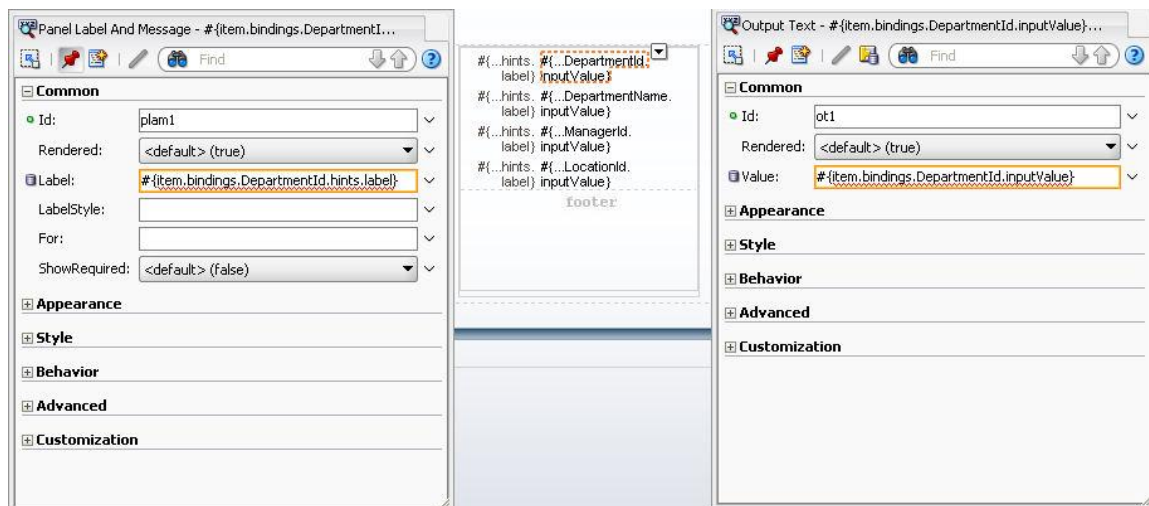 Panel Label And Message - #{item.bindings.DepartmentI...
Find
Common
Id: plam1
Rendered: <default> (true)
Label: #{item.bindings.DepartmentId.hints.label}
LabelStyle:
For:
ShowRequired: <default> (false)
Appearance
Style
Behavior
Advanced
Customization
#{...hints. #{...DepartmentId.
label} inputValue}
#{...hints. #{...DepartmentName.
label} inputValue}
#{...hints. #{...ManagerId.
label} inputValue}
#{...hints. #{...LocationId.
label} inputValue}
footer
Output Text - #{item.bindings.DepartmentId.inputValue}...
Find
Common
Id: ot1
Rendered: <default> (true)
Value: #{item.bindings.DepartmentId.inputValue}
Appearance
Style
Behavior
Advanced
Customization